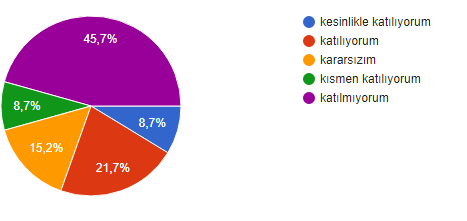 45,7%
8,7%
15,2%
21,7%
8,7%
kesinlikle katılıyorum
katılıyorum
kararsızım
kısmen katılıyorum
katılmıyorum